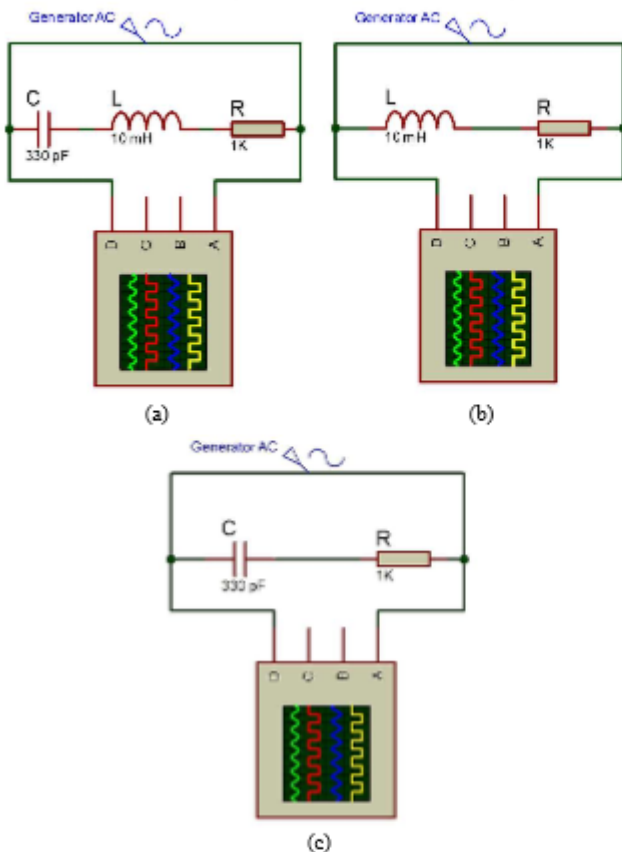 Generator AC
C
L
R
330 pF
10 mH
1K
D C B A
(a)
Generator AC
L
R
10 mH
1K
D C B A
(b)
Generator AC
C
R
330 pF
1K
D C B A
(c)